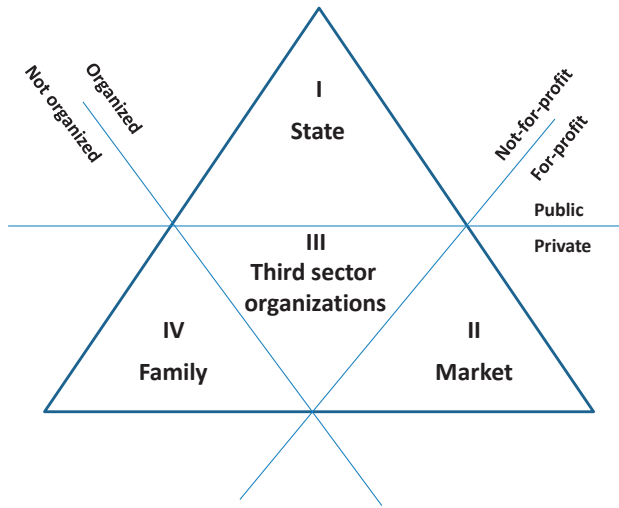 I
State
Organized
Not organized
Not-for-profit
For-profit
Public
Private
III
Third sector
organizations
IV
Family
II
Market